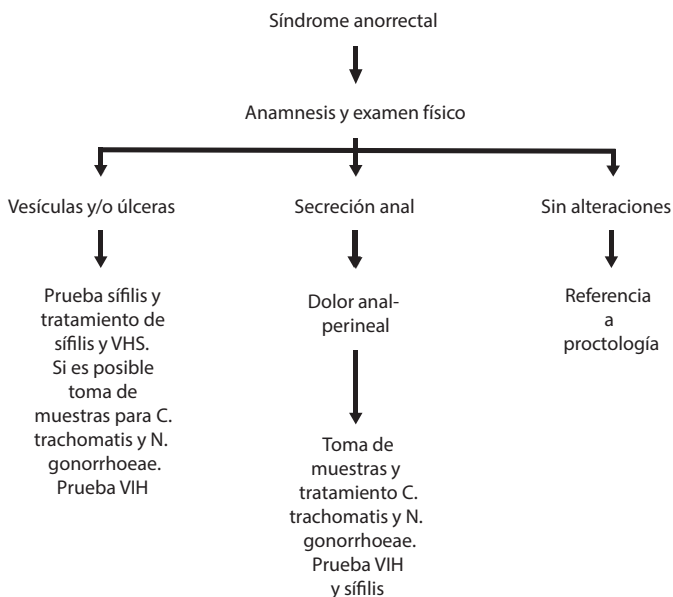 Síndrome anorrectal
Anamnesis y examen físico
Vesículas y/o úlceras
Secreción anal
Sin alteraciones
Prueba sífilis y
tratamiento de
sífilis y VHS.
Si es posible
toma de
muestras para C.
trachomatis y N.
gonorrhoeae.
Prueba VIH
Dolor anal-
perineal
Toma de
muestras y
tratamiento C.
trachomatis y N.
gonorrhoeae.
Prueba VIH
y sífilis
Referencia
a
proctología